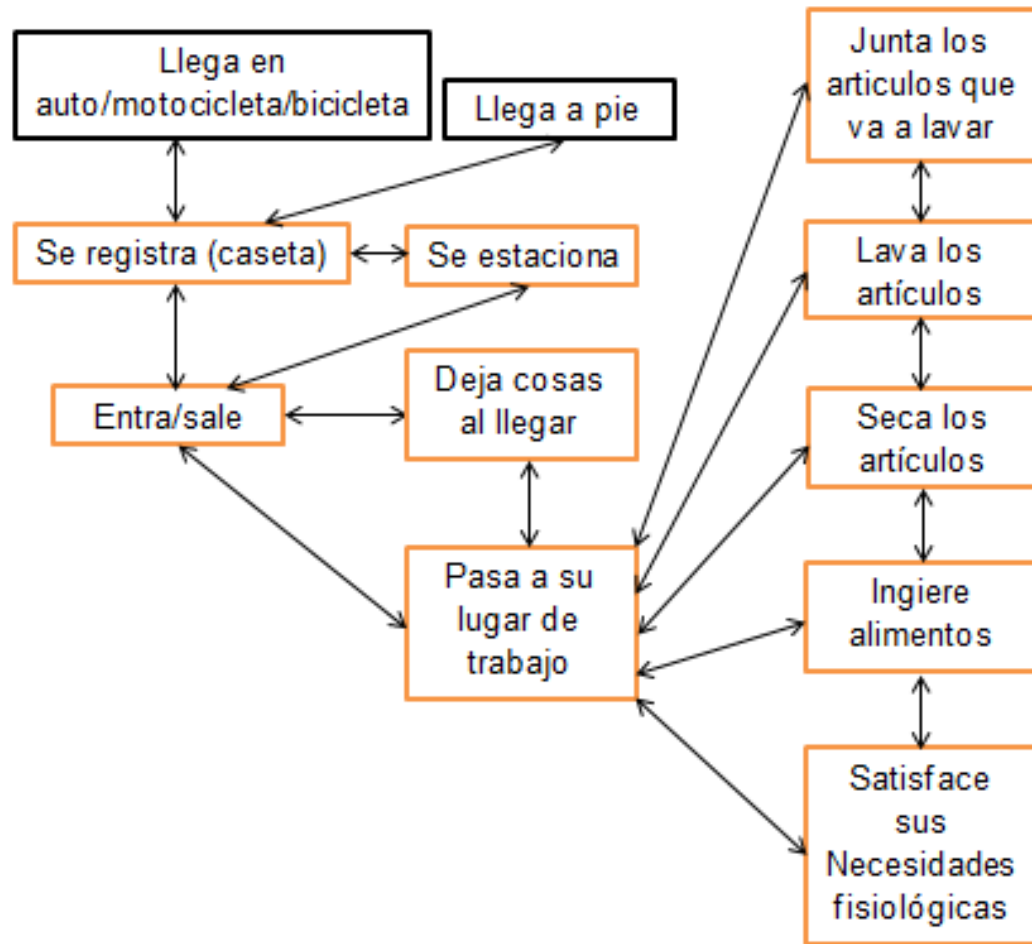 Llega en
auto/motocicleta/bicicleta
Llega a pie
Se registra (caseta)
Se estaciona
Entra/sale
Deja cosas
al llegar
Pasa a su
lugar de
trabajo
Junta los
articulos que
va a lavar
Lava los
artículos
Seca los
artículos
Ingiere
alimentos
Satisface
sus
Necesidades
fisiológicas